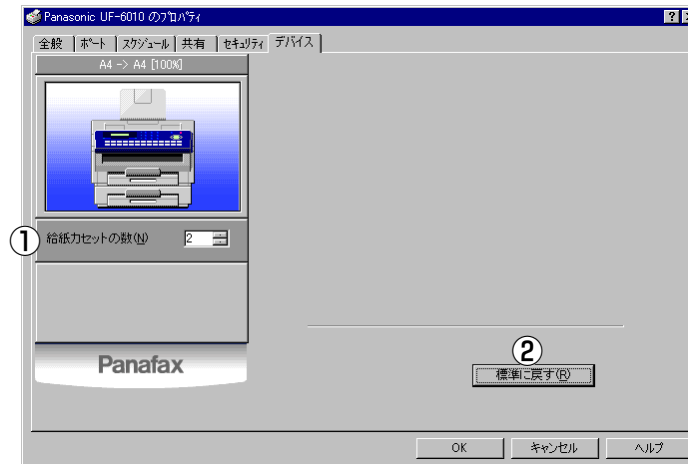 Panasonic UF-6010 のプロパティ
全般 ポート スケジュール 共有 セキュリティ デバイス
A4 -> A4 [100%]
① 給紙カセットの数(N) 2
Panafax
②
標準に戻す(R)
OK キャンセル ヘルプ